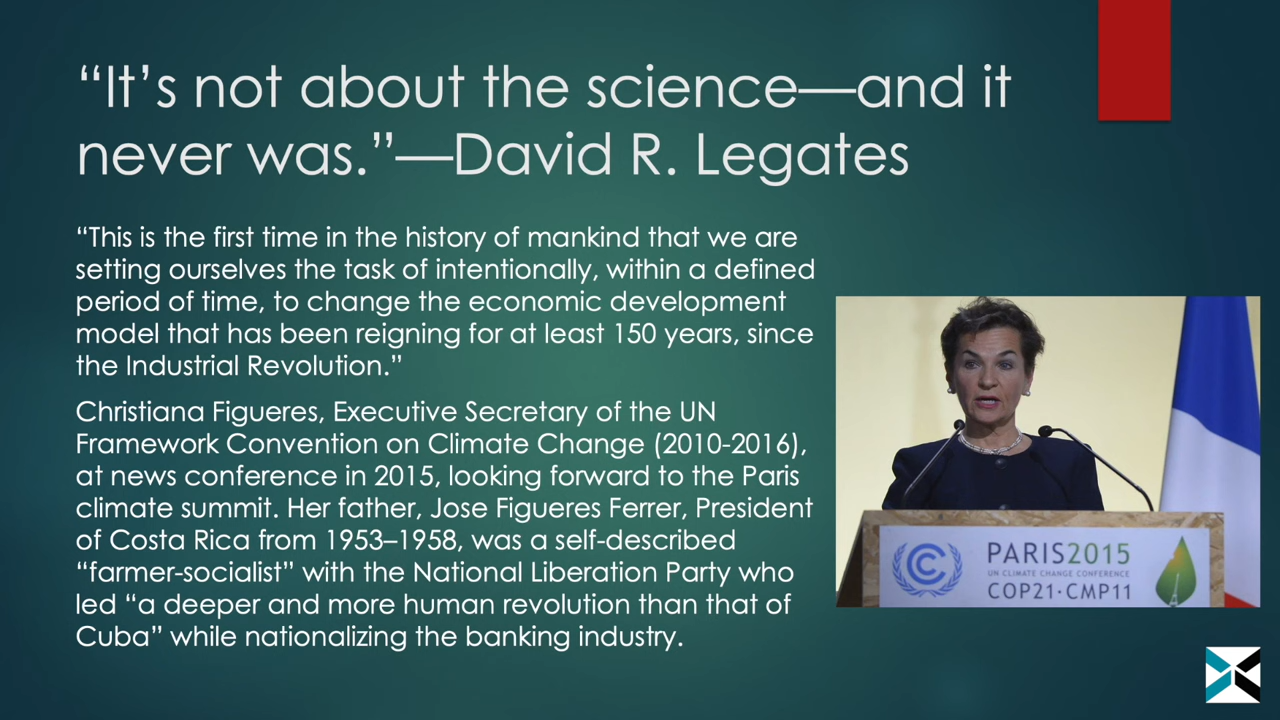 “It’s not about the science—and it
never was.”—David R. Legates
“This is the first time in the history of mankind that we are
setting ourselves the task of intentionally, within a defined
period of time, to change the economic development
model that has been reigning for at least 150 years, since
the Industrial Revolution.”
Christiana Figueres, Executive Secretary of the UN
Framework Convention on Climate Change (2010-2016),
at news conference in 2015, looking forward to the Paris
climate summit. Her father, Jose Figueres Ferrer, President
of Costa Rica from 1953–1958, was a self-described
“farmer-socialist” with the National Liberation Party who
led “a deeper and more human revolution than that of
Cuba” while nationalizing the banking industry.
PARIS2015
UN CLIMATE CHANGE CONFERENCE
COP21·CMP11